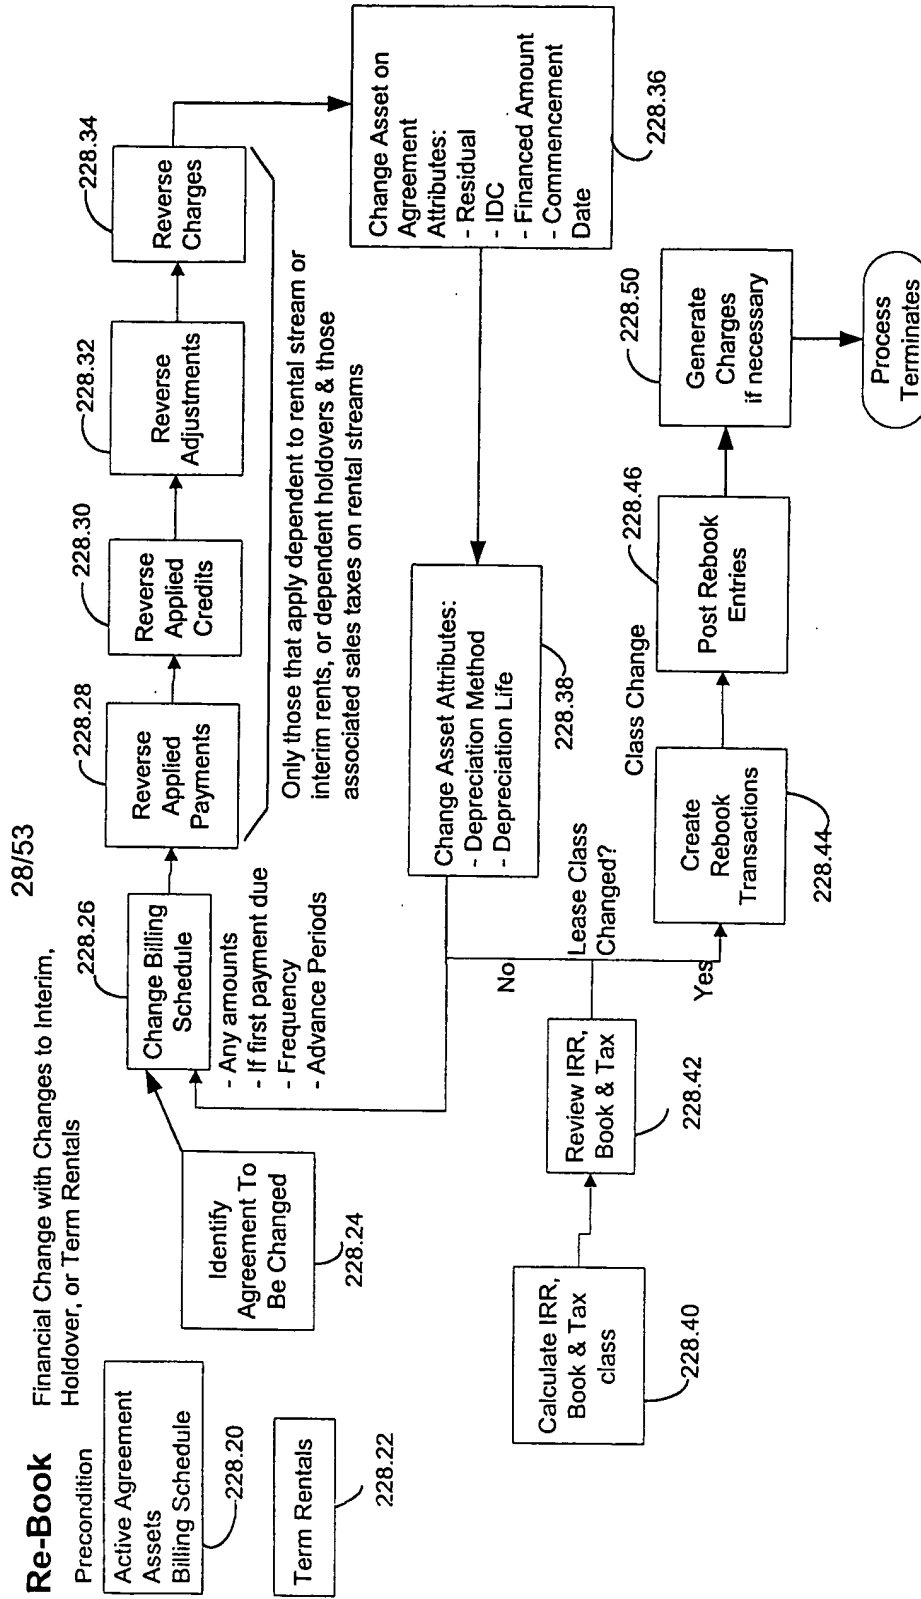 28/53
Re-Book
Financial Change with Changes to Interim,
Holdover, or Term Rentals
Precondition
Active Agreement
Assets
Billing Schedule
228.20
Term Rentals
228.22
Identify
Agreement To
Be Changed
228.24
Change Billing
Schedule
228.26
- Any amounts
- If first payment due
- Frequency
- Advance Periods
Reverse
Applied
Payments
228.28
Reverse
Applied
Credits
228.30
Reverse
Adjustments
228.32
Reverse
Charges
228.34
Only those that apply dependent to rental stream or
interim rents, or dependent holdovers & those
associated sales taxes on rental streams
Change Asset on
Agreement
Attributes:
- Residual
- IDC
- Financed Amount
- Commencement
Date
228.36
Change Asset Attributes:
- Depreciation Method
- Depreciation Life
228.38
Calculate IRR,
Book & Tax
class
228.40
Review IRR,
Book & Tax
228.42
No
Lease Class
Changed?
Yes
Create
Rebook
Transactions
228.44
Class Change
Post Rebook
Entries
228.46
Generate
Charges
if necessary
228.50
Process
Terminates